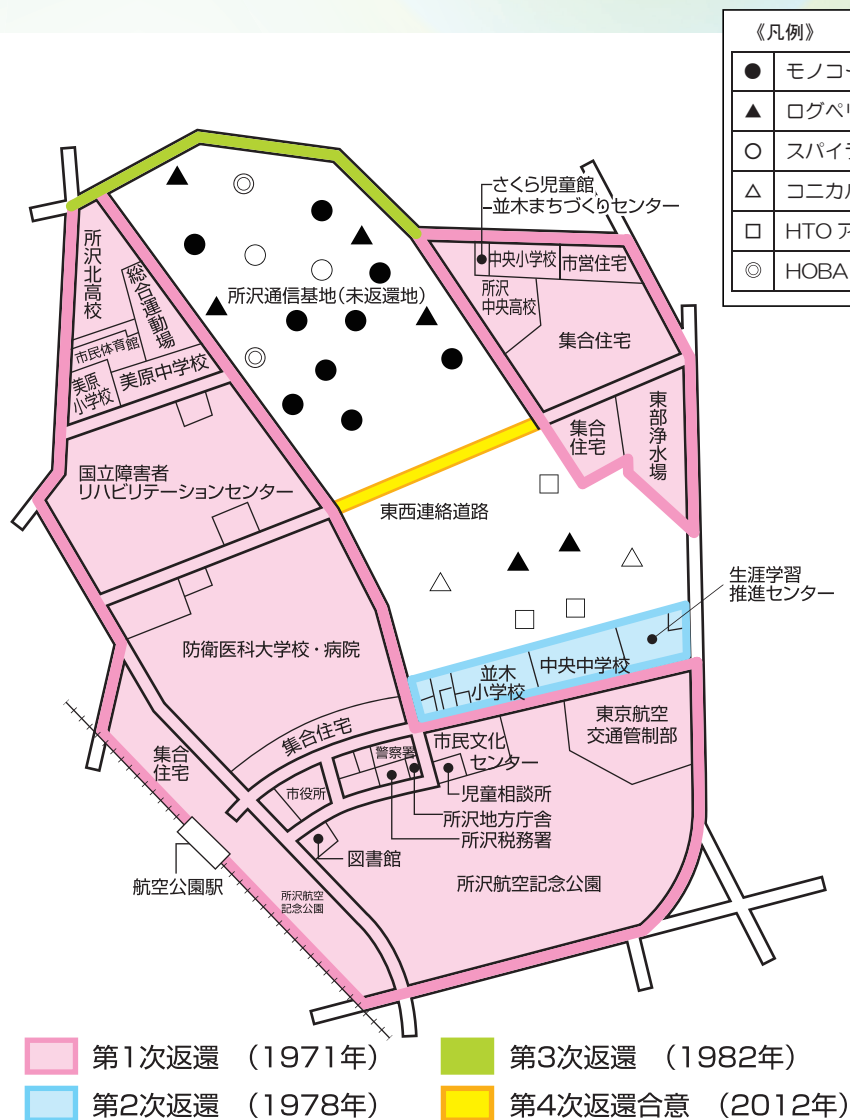 《凡例》
● モノコー
▲ ログペリ
○ スパイラ
△ コニカル
□ HTO ア
◎ HOBA
さくら児童館
並木まちづくりセンター
中央小学校
市営住宅
所沢
中央高校
集合住宅
所沢北高校
総合運動場
市民体育館
美原中学校
美原
小学校
所沢通信基地(未返還地)
集合
住宅
東部浄水場
国立障害者
リハビリテーションセンター
東西連絡道路
生涯学習
推進センター
防衛医科大学校・病院
並木
小学校
中央中学校
東京航空
交通管制部
集合住宅
集合
住宅
警察署
市民文化
センター
市役所
児童相談所
所沢地方庁舎
所沢税務署
図書館
航空公園駅
所沢航空
記念公園
所沢航空記念公園
第1次返還 (1971年)
第3次返還 (1982年)
第2次返還 (1978年)
第4次返還合意 (2012年)